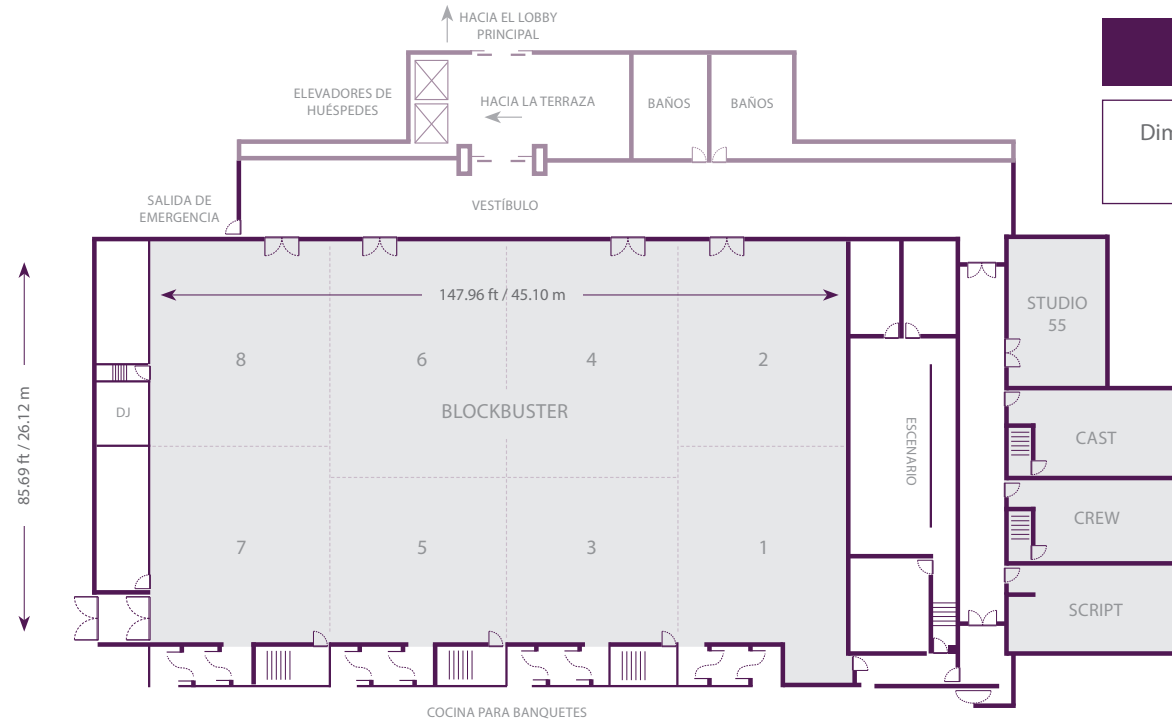 HACIA EL LOBBY
PRINCIPAL
ELEVADORES DE
HUÉSPEDES
HACIA LA TERRAZA
BAÑOS
BAÑOS
Dim
SALIDA DE
EMERGENCIA
VESTÍBULO
147.96 ft / 45.10 m
STUDIO
55
8
6
4
2
85.69 ft / 26.12 m
DJ
BLOCKBUSTER
ESCENARIO
CAST
7
5
3
1
CREW
SCRIPT
COCINA PARA BANQUETES